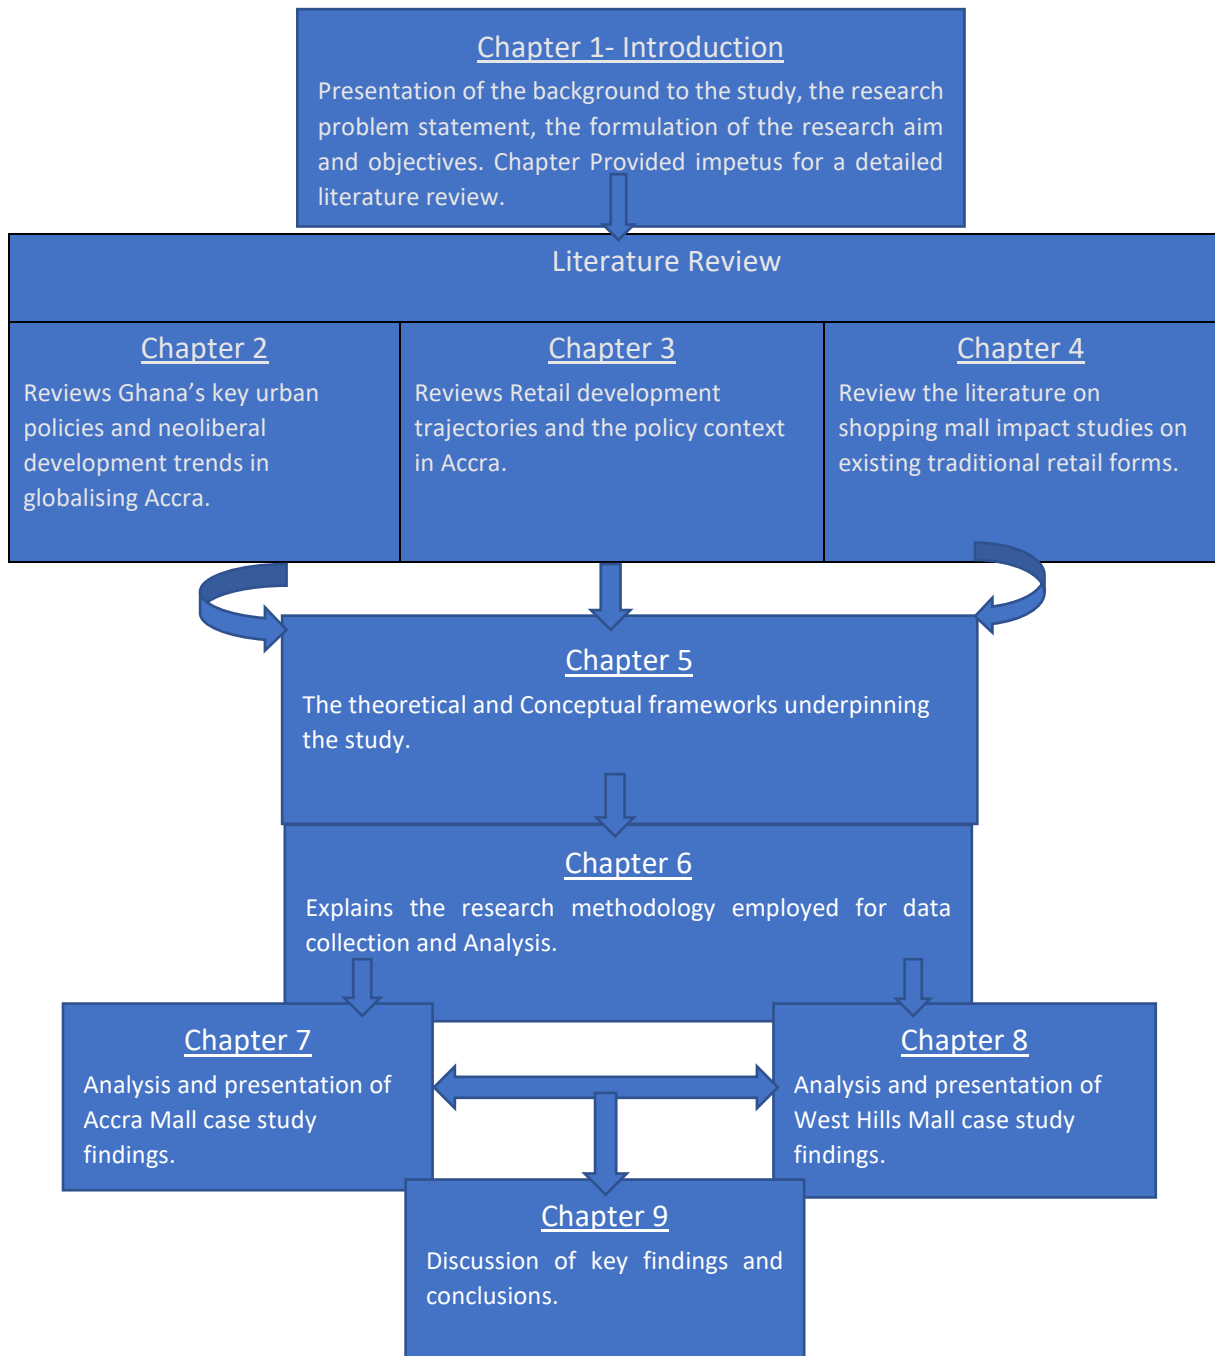 Chapter 1- Introduction
Presentation of the background to the study, the research
problem statement, the formulation of the research aim
and objectives. Chapter Provided impetus for a detailed
literature review.
Literature Review
Chapter 2
Reviews Ghana’s key urban
policies and neoliberal
development trends in
globalising Accra.
Chapter 3
Reviews Retail development
trajectories and the policy context
in Accra.
Chapter 4
Review the literature on
shopping mall impact studies on
existing traditional retail forms.
Chapter 5
The theoretical and Conceptual frameworks underpinning
the study.
Chapter 6
Explains the research methodology employed for data
collection and Analysis.
Chapter 7
Analysis and presentation of
Accra Mall case study
findings.
Chapter 8
Analysis and presentation of
West Hills Mall case study
findings.
Chapter 9
Discussion of key findings and
conclusions.